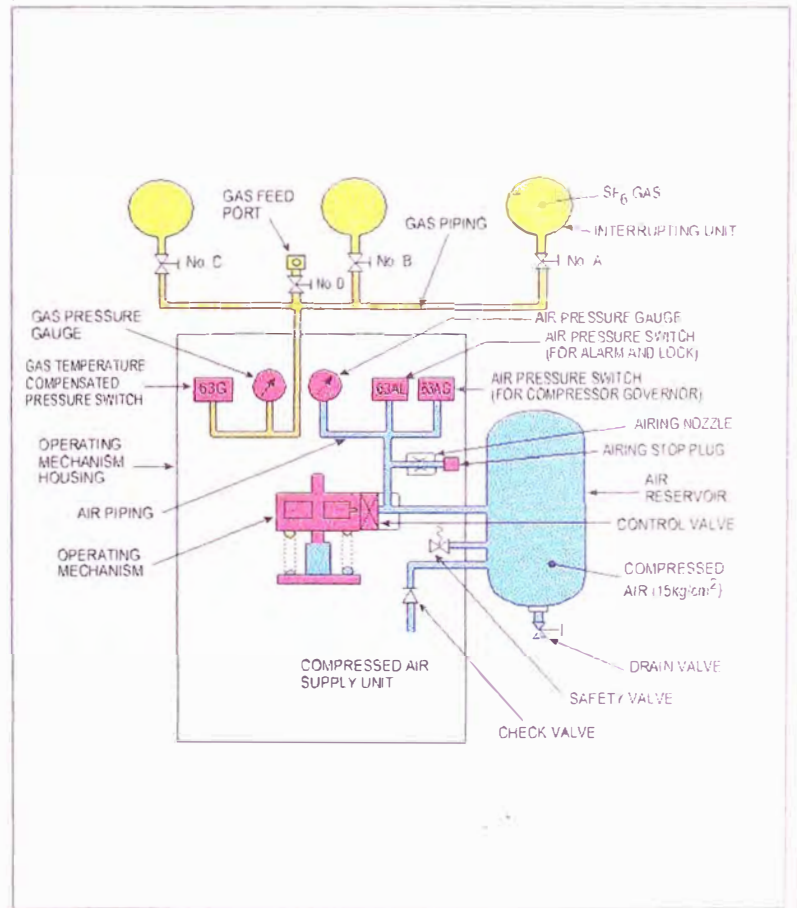 GAS FEED
PORT
SF6 GAS
GAS PIPING
INTERRUPTING UNIT
No. C
No. B
No. A
No. D
GAS PRESSURE
GAUGE
AIR PRESSURE GAUGE
AIR PRESSURE SWITCH
(FOR ALARM AND LOCK)
GAS TEMPERATURE
COMPENSATED
PRESSURE SWITCH
63G
63AL
63AG
AIR PRESSURE SWITCH
(FOR COMPRESSOR GOVERNOR)
AIRING NOZZLE
AIRING STOP PLUG
OPERATING
MECHANISM
HOUSING
AIR
RESERVOIR
AIR PIPING
CONTROL VALVE
OPERATING
MECHANISM
COMPRESSED
AIR (15kg/cm²)
COMPRESSED AIR
SUPPLY UNIT
DRAIN VALVE
SAFETY VALVE
CHECK VALVE